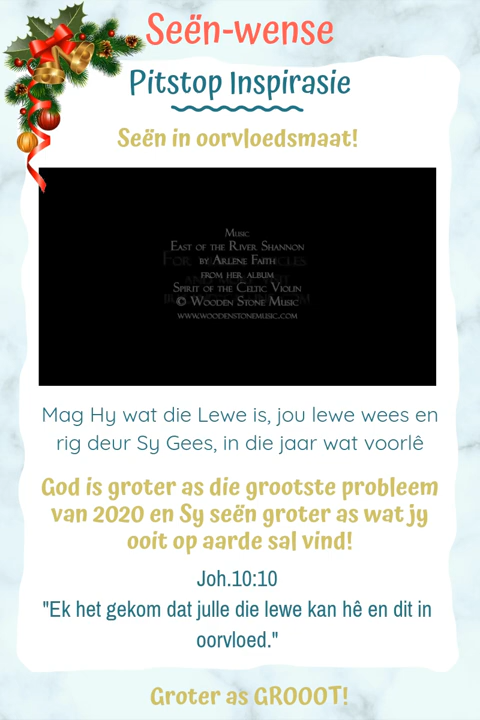 Seën-wense
Pitstop Inspirasie
Seën in oorvloedsmaat!
Music
East of the River Shannon
by Arlene Faith
from her album
Spirit of the Celtic Violin
© Wooden Stone Music
www.woodenstonemusic.com
Mag Hy wat die Lewe is, jou lewe wees en
rig deur Sy Gees, in die jaar wat voorlê
God is groter as die grootste probleem
van 2020 en Sy seën groter as wat jy
ooit op aarde sal vind!
Joh.10:10
"Ek het gekom dat julle die lewe kan hê en dit in
oorvloed."
Groter as GROOOT!